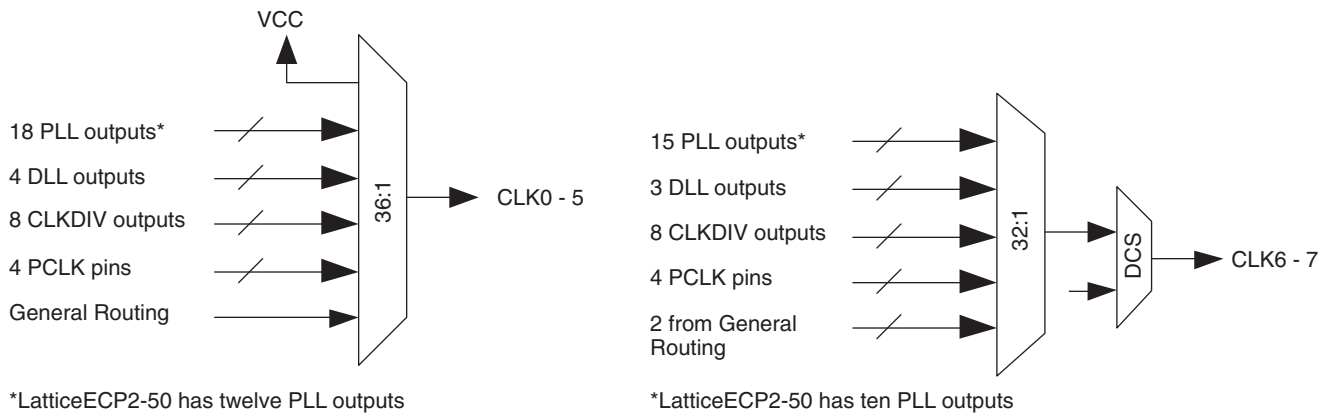 VCC
18 PLL outputs*
4 DLL outputs
8 CLKDIV outputs
4 PCLK pins
General Routing
36:1
CLK0 - 5
*LatticeECP2-50 has twelve PLL outputs
15 PLL outputs*
3 DLL outputs
8 CLKDIV outputs
4 PCLK pins
2 from General
Routing
32:1
DCS
CLK6 - 7
*LatticeECP2-50 has ten PLL outputs